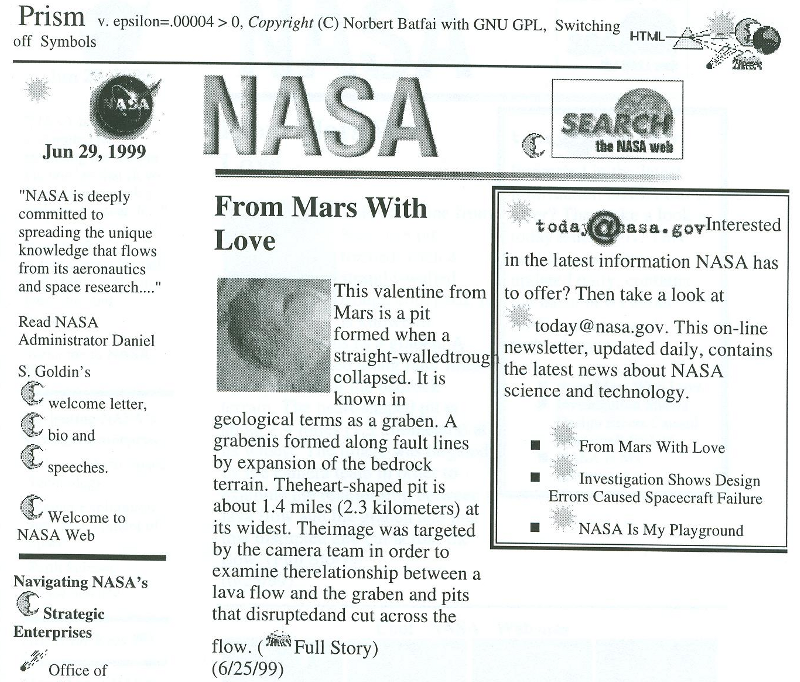 Prism v. epsilon=.00004 > 0, Copyright (C) Norbert Batfai with GNU GPL, Switching
off Symbols
HTML
NASA
Jun 29, 1999
NASA
SEARCH
the NASA web
"NASA is deeply
committed to
spreading the unique
knowledge that flows
from its aeronautics
and space research...."
Read NASA
Administrator Daniel
S. Goldin's
welcome letter,
bio and
speeches.
Welcome to
NASA Web
Navigating NASA's
Strategic
Enterprises
Office of
From Mars With
Love
This valentine from
Mars is a pit
formed when a
straight-walledtrough
collapsed. It is
known in
geological terms as a graben. A
grabenis formed along fault lines
by expansion of the bedrock
terrain. Theheart-shaped pit is
about 1.4 miles (2.3 kilometers) at
its widest. Theimage was targeted
by the camera team in order to
examine therelationship between a
lava flow and the graben and pits
that disruptedand cut across the
flow. (Full Story)
(6/25/99)
today@nasa.gov Interested
in the latest information NASA has
to offer? Then take a look at
today@nasa.gov. This on-line
newsletter, updated daily, contains
the latest news about NASA
science and technology.
From Mars With Love
Investigation Shows Design
Errors Caused Spacecraft Failure
NASA Is My Playground